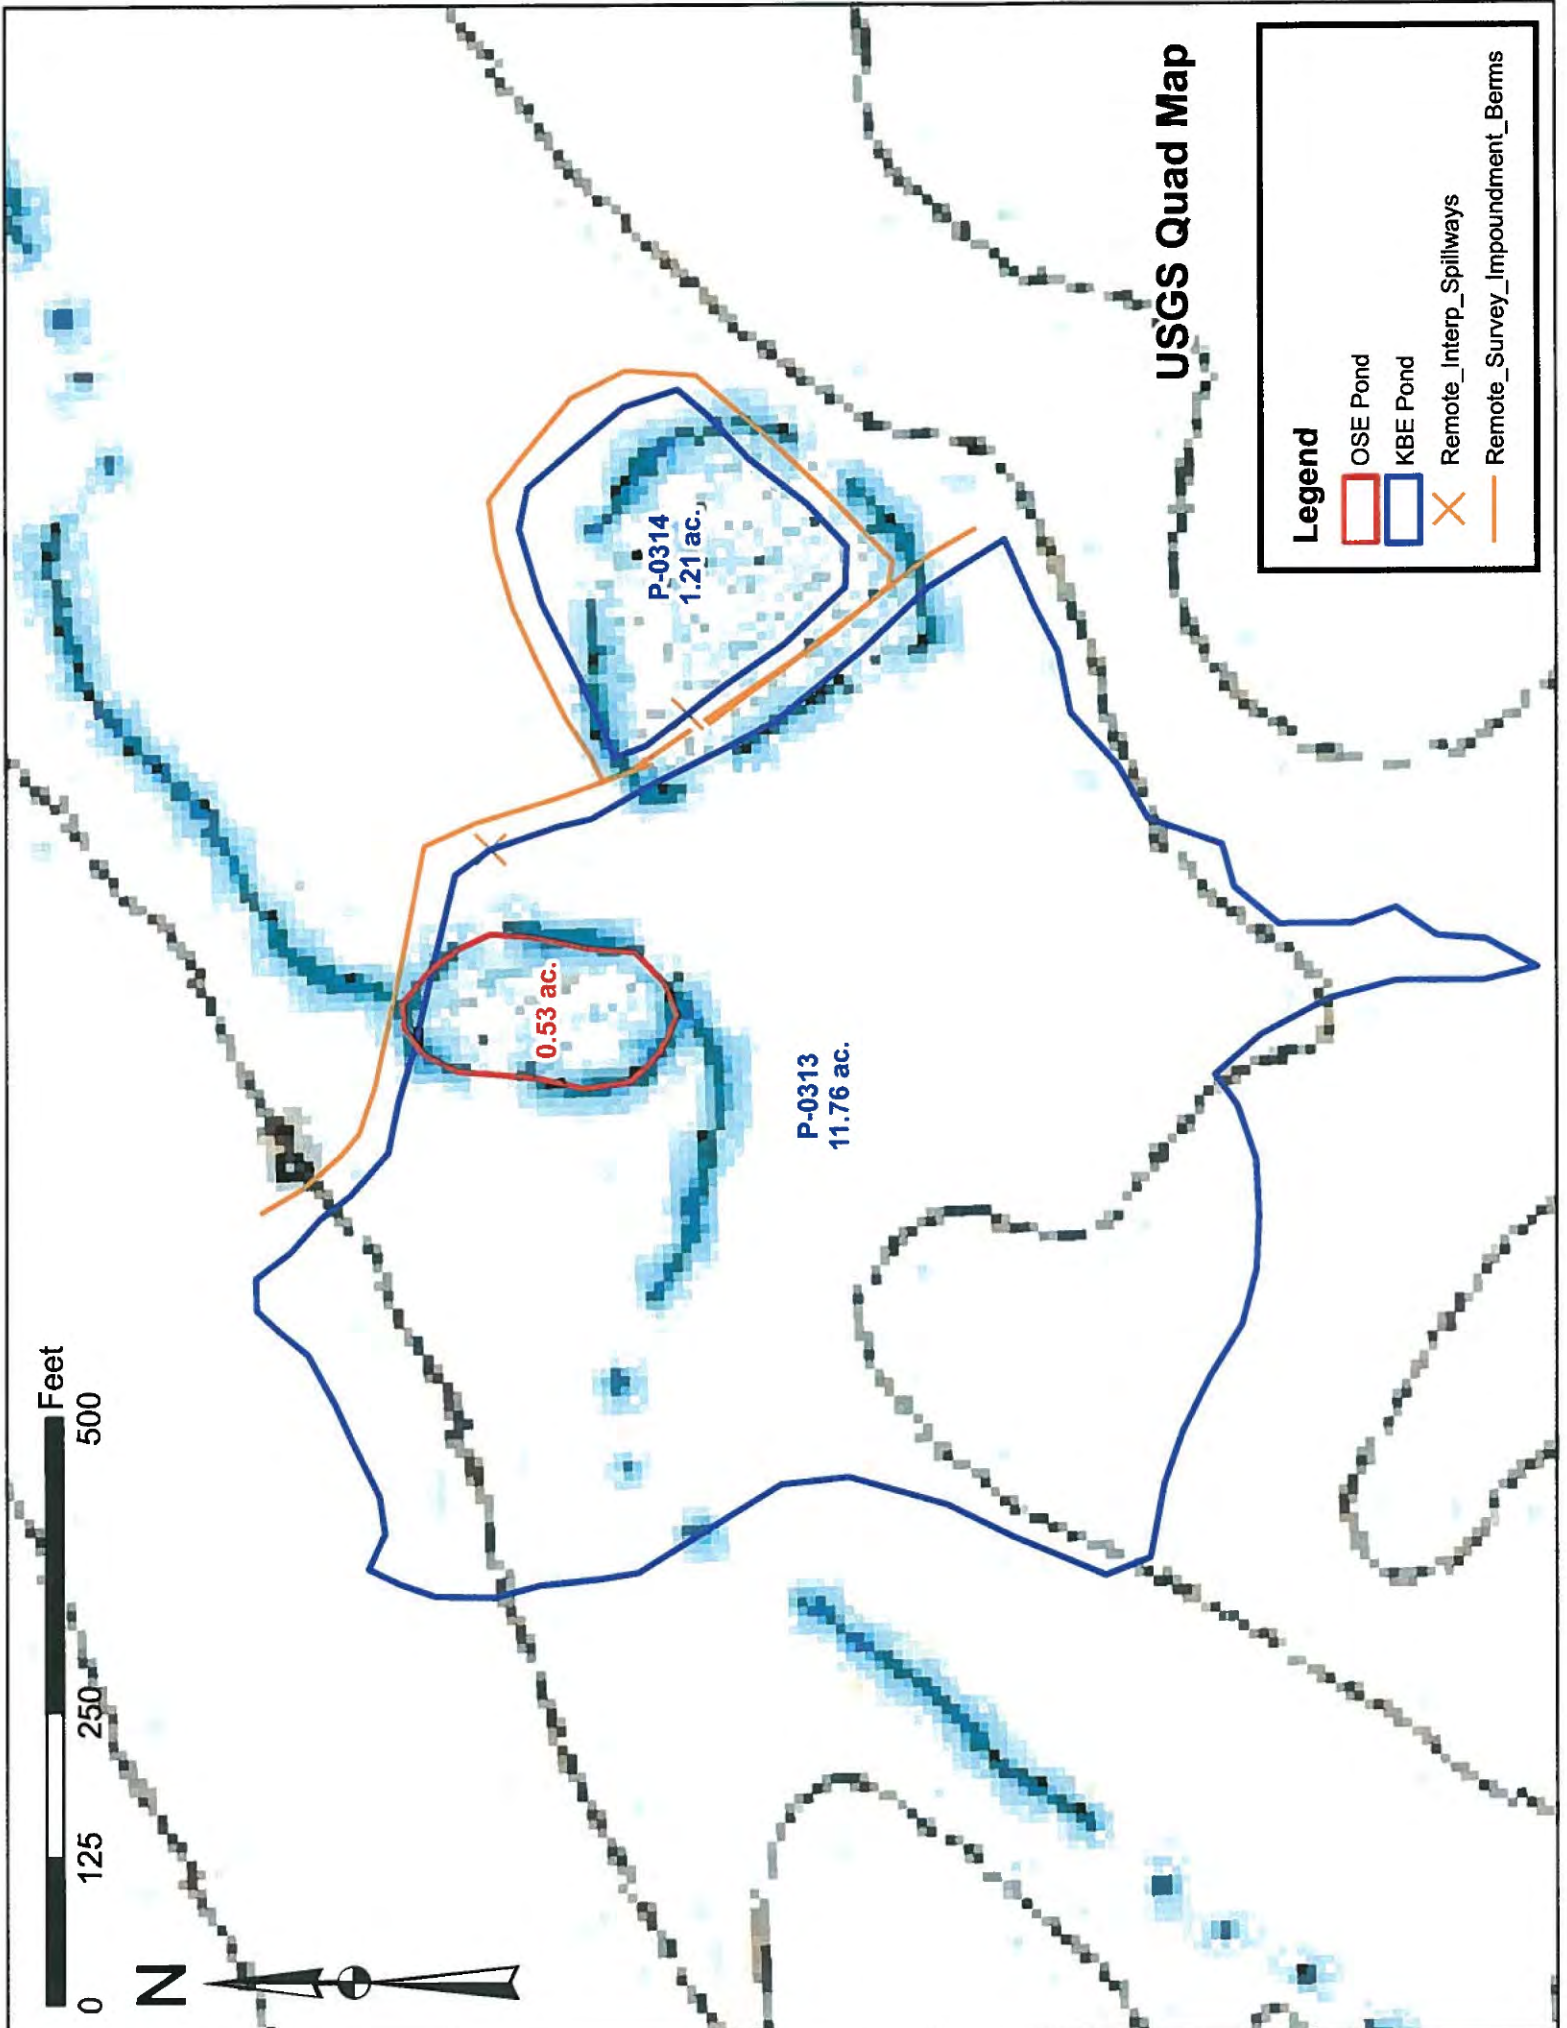 0 125 250 500
Feet
N
0.53 ac.
P-0314
1.21 ac.
P-0313
11.76 ac.
USGS Quad Map
Legend
OSE Pond
KBE Pond
Remote_Interp_Spillways
Remote_Survey_Impoundment_Berms